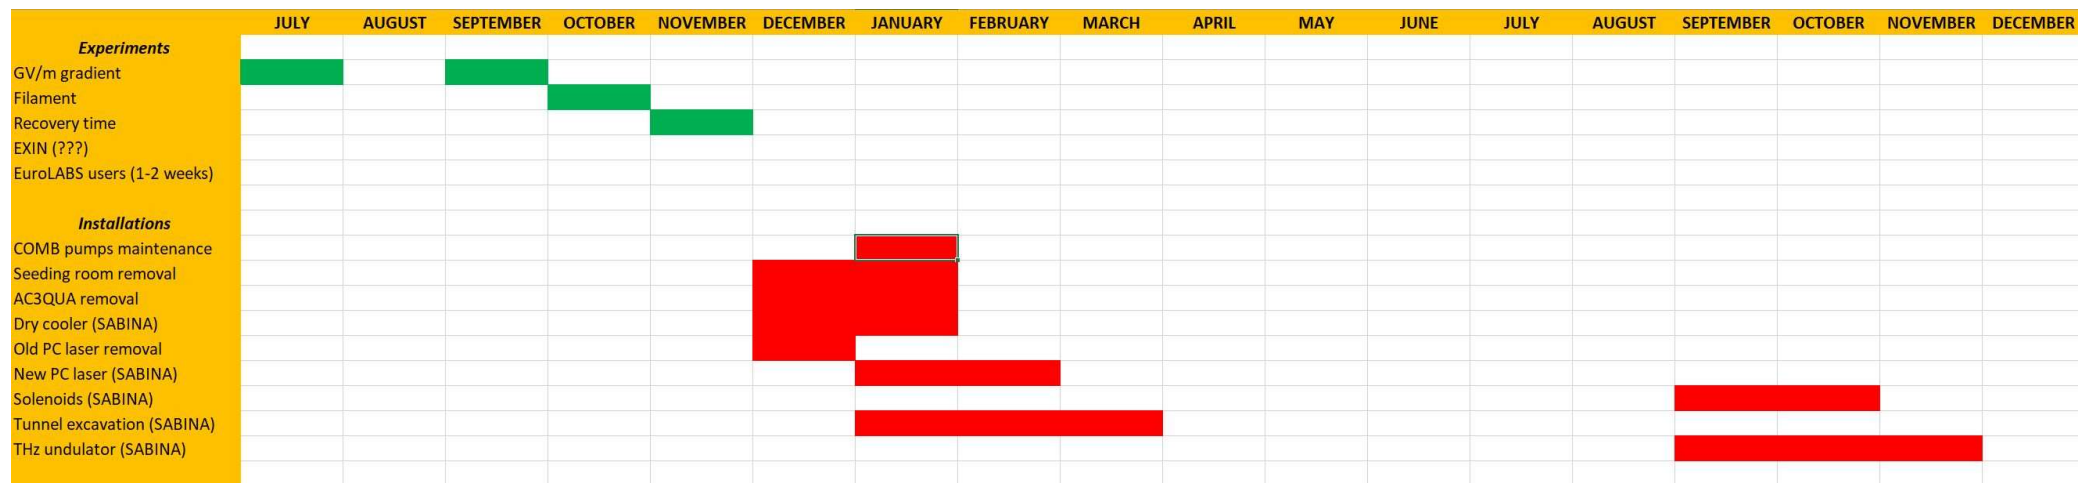 JULY AUGUST SEPTEMBER OCTOBER NOVEMBER DECEMBER JANUARY FEBRUARY MARCH APRIL MAY JUNE JULY AUGUST SEPTEMBER OCTOBER NOVEMBER DECEMBER
Experiments
GV/m gradient
Filament
Recovery time
EXIN (???)
EuroLABS users (1-2 weeks)
Installations
COMB pumps maintenance
Seeding room removal
AC3QUA removal
Dry cooler (SABINA)
Old PC laser removal
New PC laser (SABINA)
Solenoids (SABINA)
Tunnel excavation (SABINA)
THz undulator (SABINA)